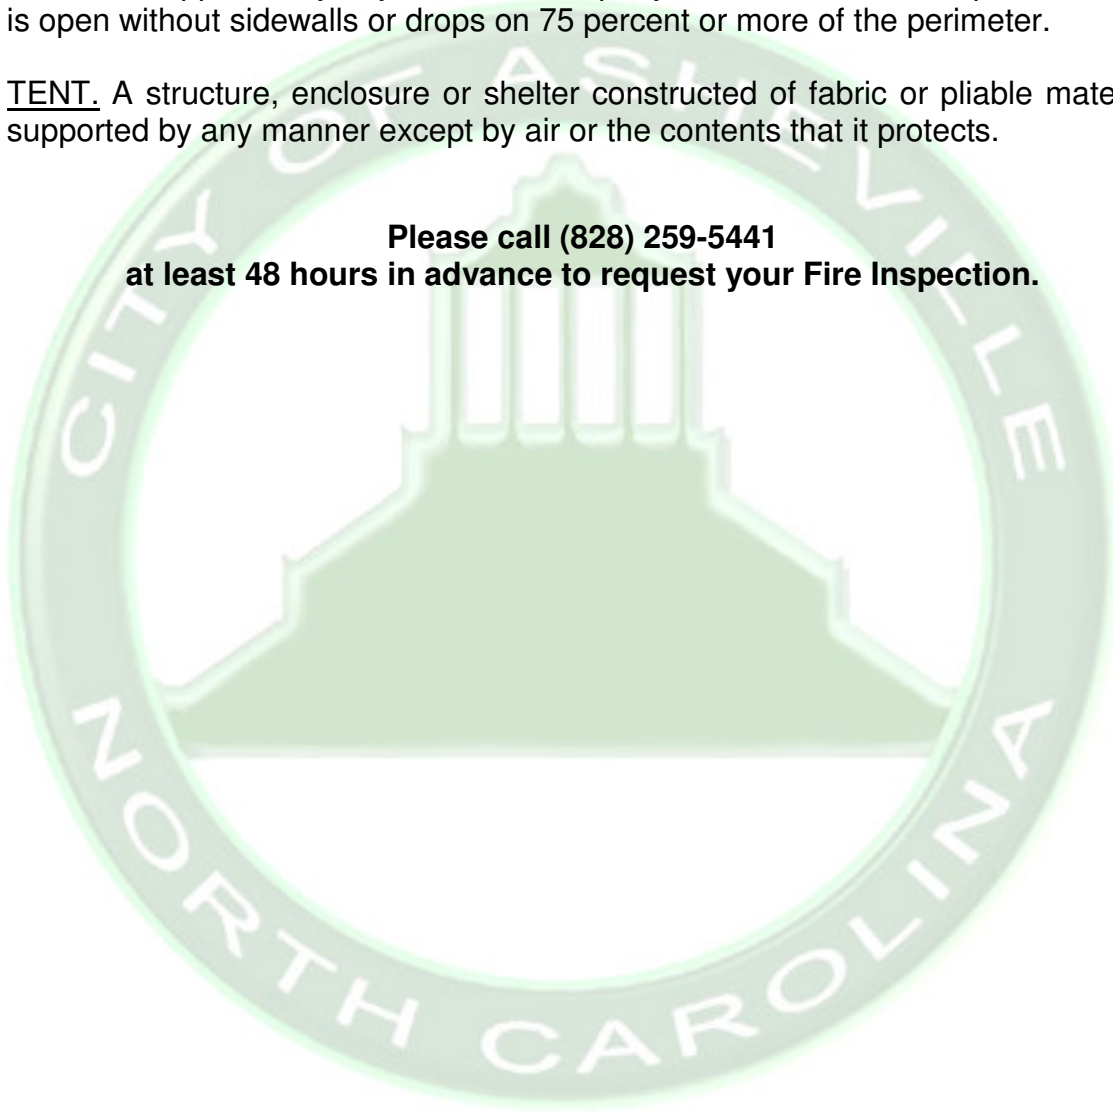 is open without sidewalls or drops on 75 percent or more of the perimeter.
TENT. A structure, enclosure or shelter constructed of fabric or pliable
supported by any manner except by air or the contents that it protects.
Please call (828) 259-5441
at least 48 hours in advance to request your Fire Inspection.
CITY OF ASHEVILLE
NORTH CAROLINA